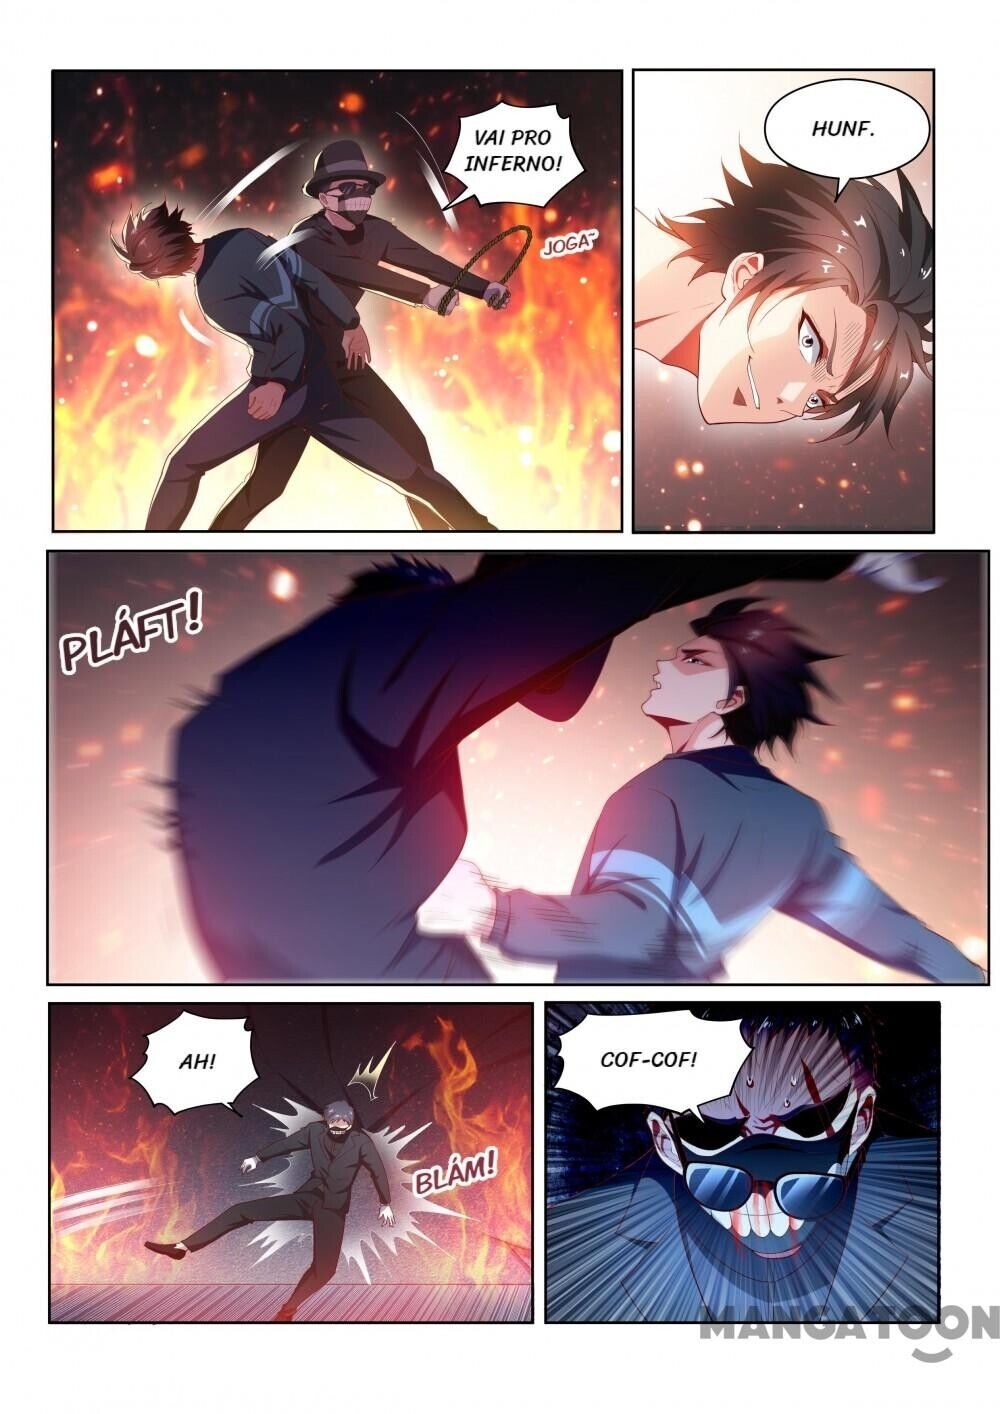 VAI PRO
INFERNO!
JOGA~
HUNF.
PLÁFT!
AH!
BLÁM!
COF-COF!
MANGATOON